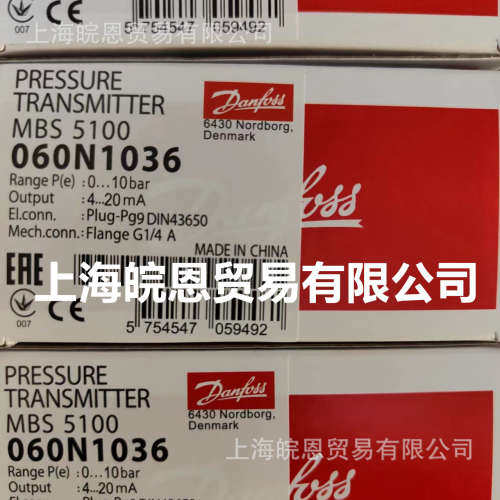 上海皖恩贸易有限公司
007
CE
5 754547 059492
PRESSURE
TRANSMITTER
MBS 5100
060N1036
Range P(e) : 0...10bar
Output : 4...20 mA
El.conn. : Plug-Pg9 DIN43650
Mech.conn.: Flange G1/4 A
Danfoss
6430 Nordborg,
Denmark
MADE IN CHINA
EAC
上海皖恩贸易有限公司
007
CE
5 754547 059492
PRESSURE
TRANSMITTER
MBS 5100
060N1036
Range P(e) : 0...10bar
Output : 4...20 mA
Danfoss
6430 Nordborg,
Denmark
上海皖恩贸易有限公司